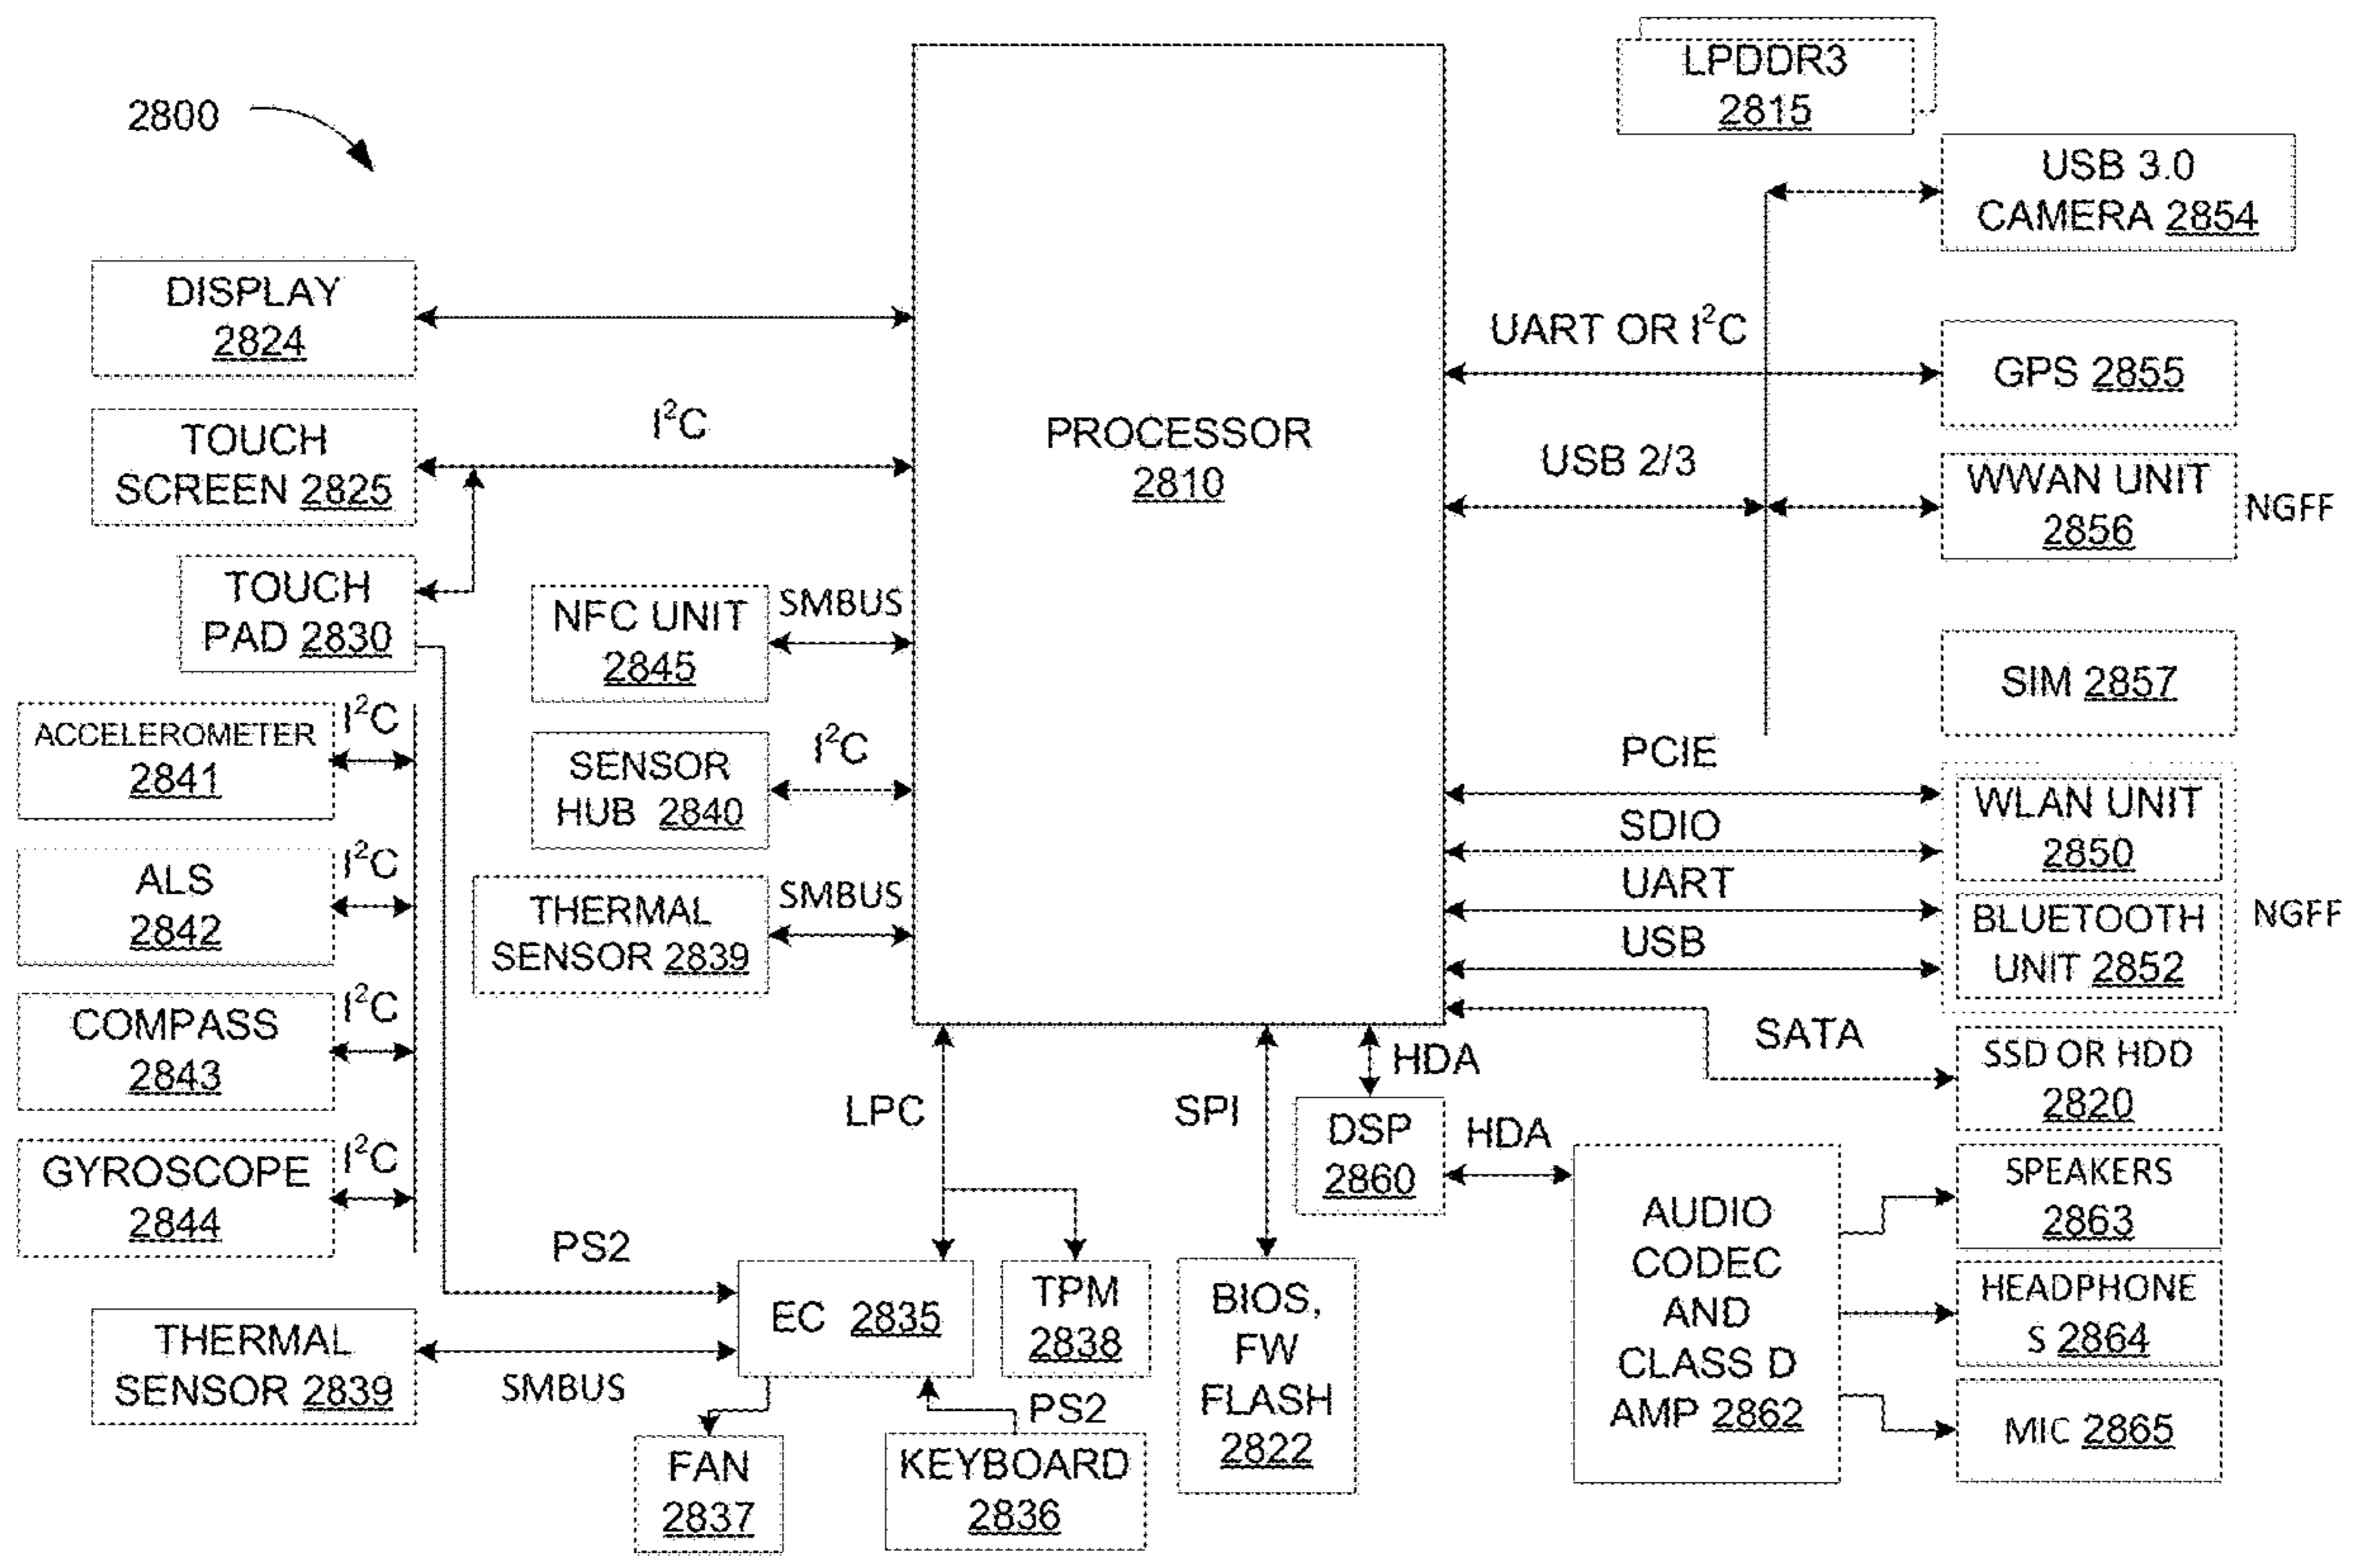 2800
LPDDR3
2815
USB 3.0
CAMERA 2854
DISPLAY
2824
UART OR I²C
GPS 2855
TOUCH
SCREEN 2825
I²C
PROCESSOR
2810
USB 2/3
WWAN UNIT
2856
NGFF
TOUCH
PAD 2830
NFC UNIT
2845
SMBUS
SIM 2857
ACCELEROMETER
2841
I²C
SENSOR
HUB 2840
I²C
PCIE
WLAN UNIT
2850
SDIO
ALS
2842
I²C
THERMAL
SENSOR 2839
SMBUS
UART
BLUETOOTH
UNIT 2852
NGFF
USB
COMPASS
2843
I²C
SATA
SSD OR HDD
2820
HDA
LPC
SPI
DSP
2860
HDA
GYROSCOPE
2844
I²C
SPEAKERS
2863
AUDIO
CODEC
AND
CLASS D
AMP 2862
PS2
EC 2835
TPM
2838
BIOS,
FW
FLASH
2822
HEADPHONE
S 2864
THERMAL
SENSOR 2839
SMBUS
PS2
MIC 2865
FAN
2837
KEYBOARD
2836